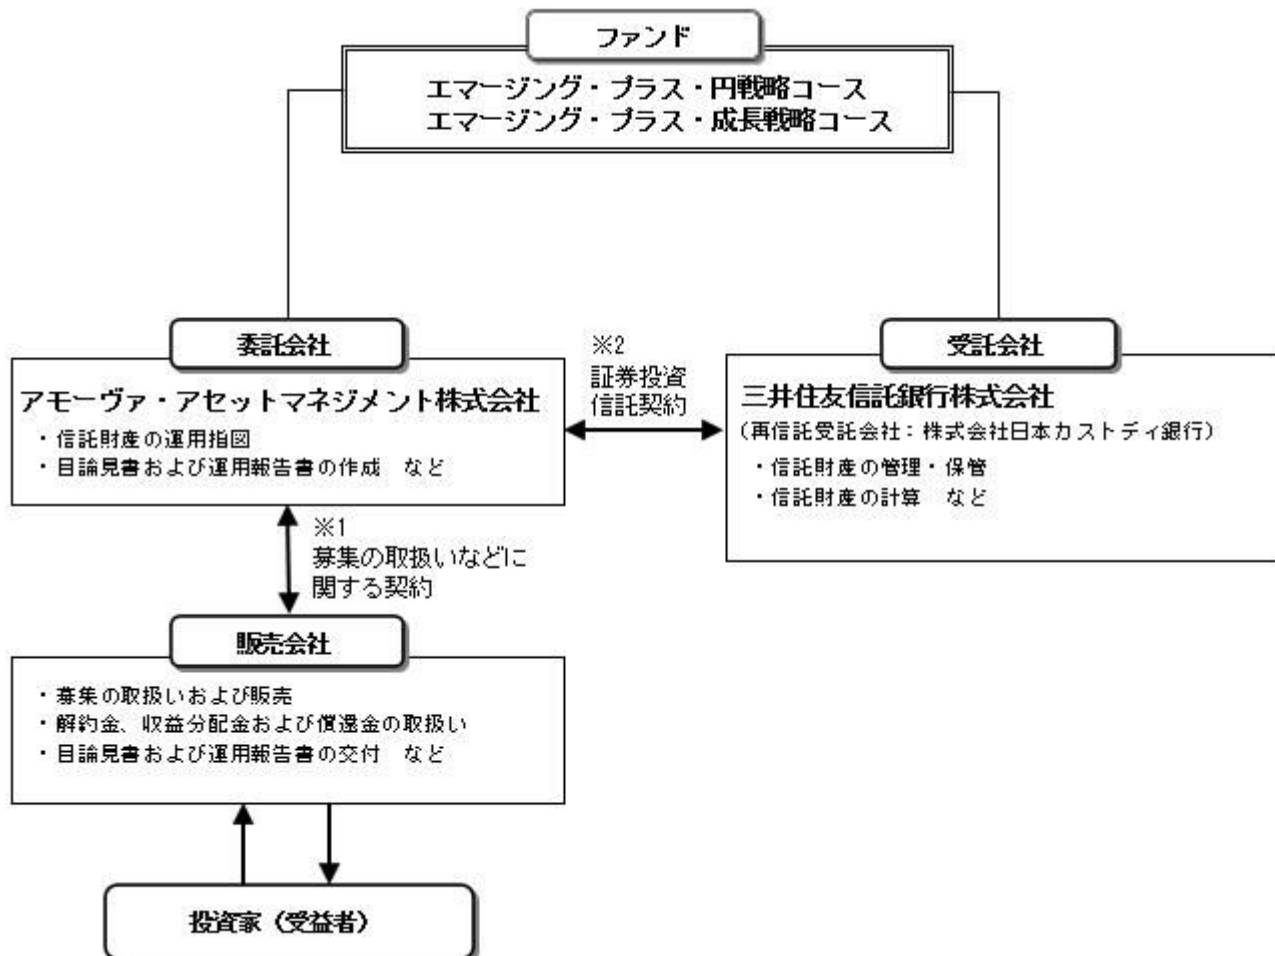 ファンド
エマージング・プラス・円戦略コース
エマージング・プラス・成長戦略コース
委託会社
アモーヴァ・アセットマネジメント株式会社
・信託財産の運用指図
・目論見書および運用報告書の作成　など
※2
証券投資
信託契約
受託会社
三井住友信託銀行株式会社
（再信託受託会社：株式会社日本カストディ銀行）
・信託財産の管理・保管
・信託財産の計算　など
※1
募集の取扱いなどに
関する契約
販売会社
・募集の取扱いおよび販売
・解約金、収益分配金および償還金の取扱い
・目論見書および運用報告書の交付　など
投資家（受益者）